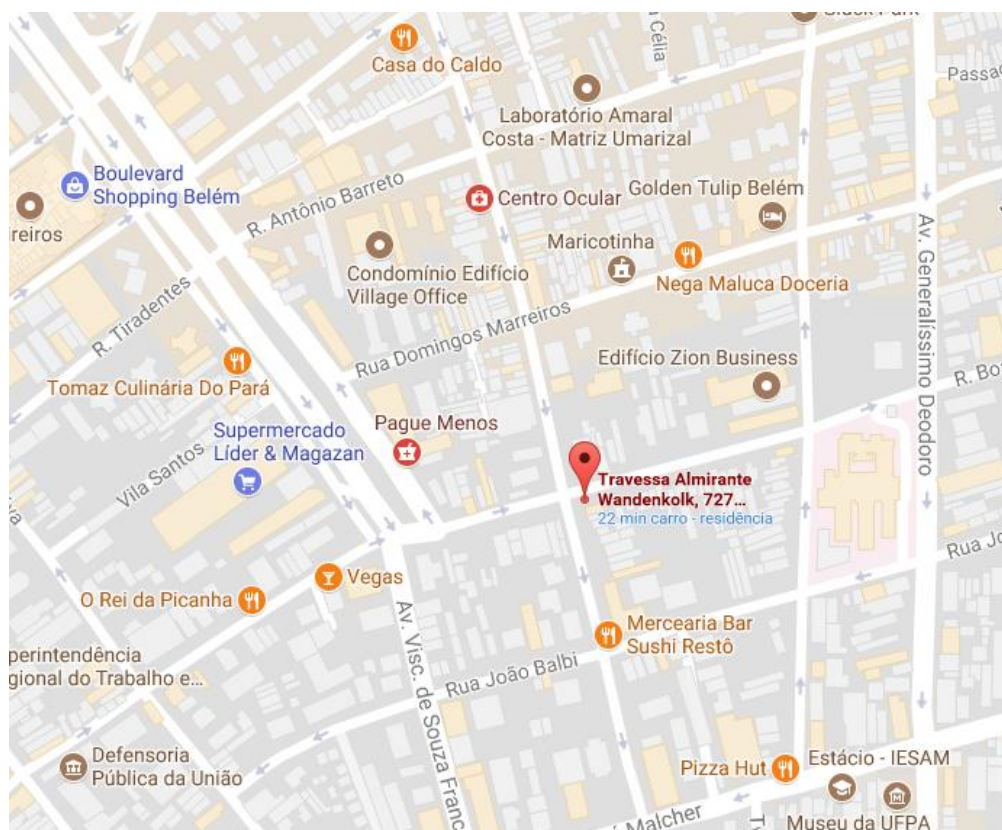 Black Park
Célia
Casa do Caldo
Passag
Laboratório Amaral
Costa - Matriz Umarizal
Boulevard
Shopping Belém
R. Antônio Barreto
Centro Ocular
Golden Tulip Belém
reiros
Maricotinha
Condomínio Edifício
Village Office
Nega Maluca Doceria
Av. Generalíssimo Deodoro
R. Tiradentes
Rua Domingos Marreiros
Edifício Zion Business
Tomaz Culinária Do Pará
R. Bo
Pague Menos
Supermercado
Líder & Magazan
Vila Santos
Travessa Almirante
Wandenkolk, 727...
22 min carro - residência
Rua Jo
Vegas
O Rei da Picanha
Av. Visc. de Souza Franc
Mercearia Bar
Sushi Restô
perintendência
gional do Trabalho e...
Rua João Balbi
Defensoria
Pública da União
Pizza Hut
Estácio - IESAM
Malcher
Museu da UFPA